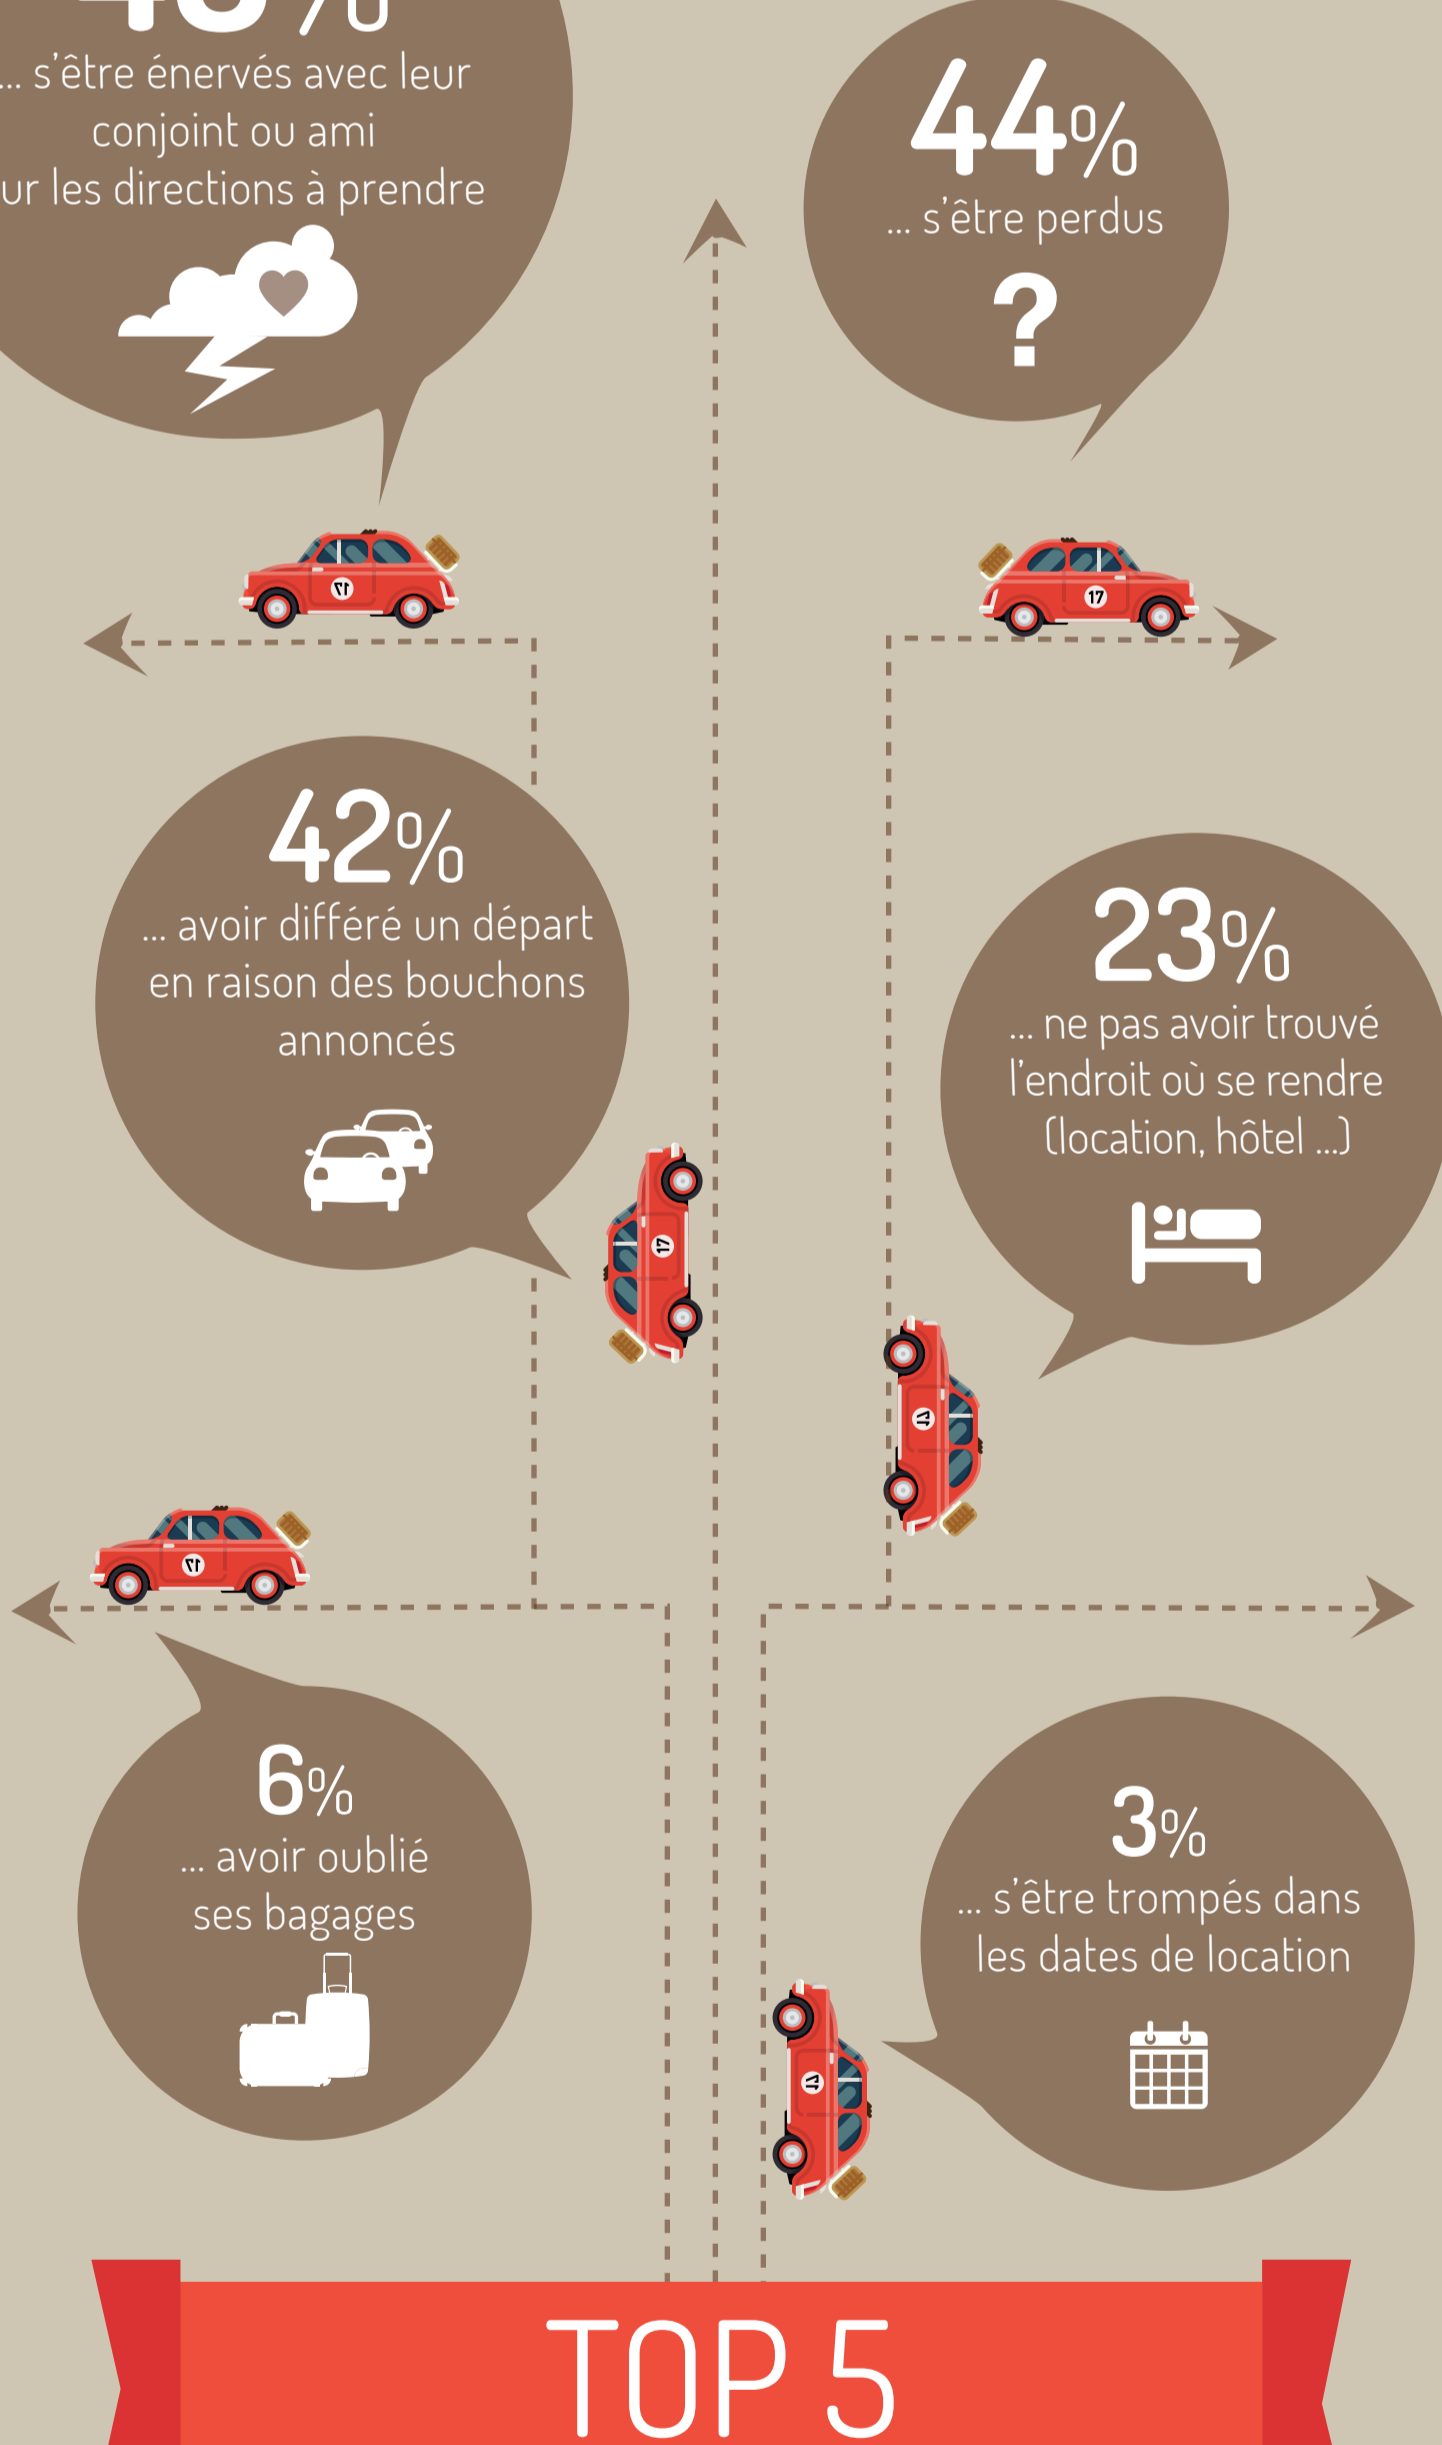 %
... s'être énervés avec leur
conjoint ou ami
les directions à prendre
44%
... s'être perdus
?
17
17
42%
... avoir différé un départ
en raison des bouchons
annoncés
23%
... ne pas avoir trouvé
l'endroit où se rendre
(location, hôtel ...)
17
17
17
6%
... avoir oublié
ses bagages
3%
... s'être trompés dans
les dates de location
17
TOP 5